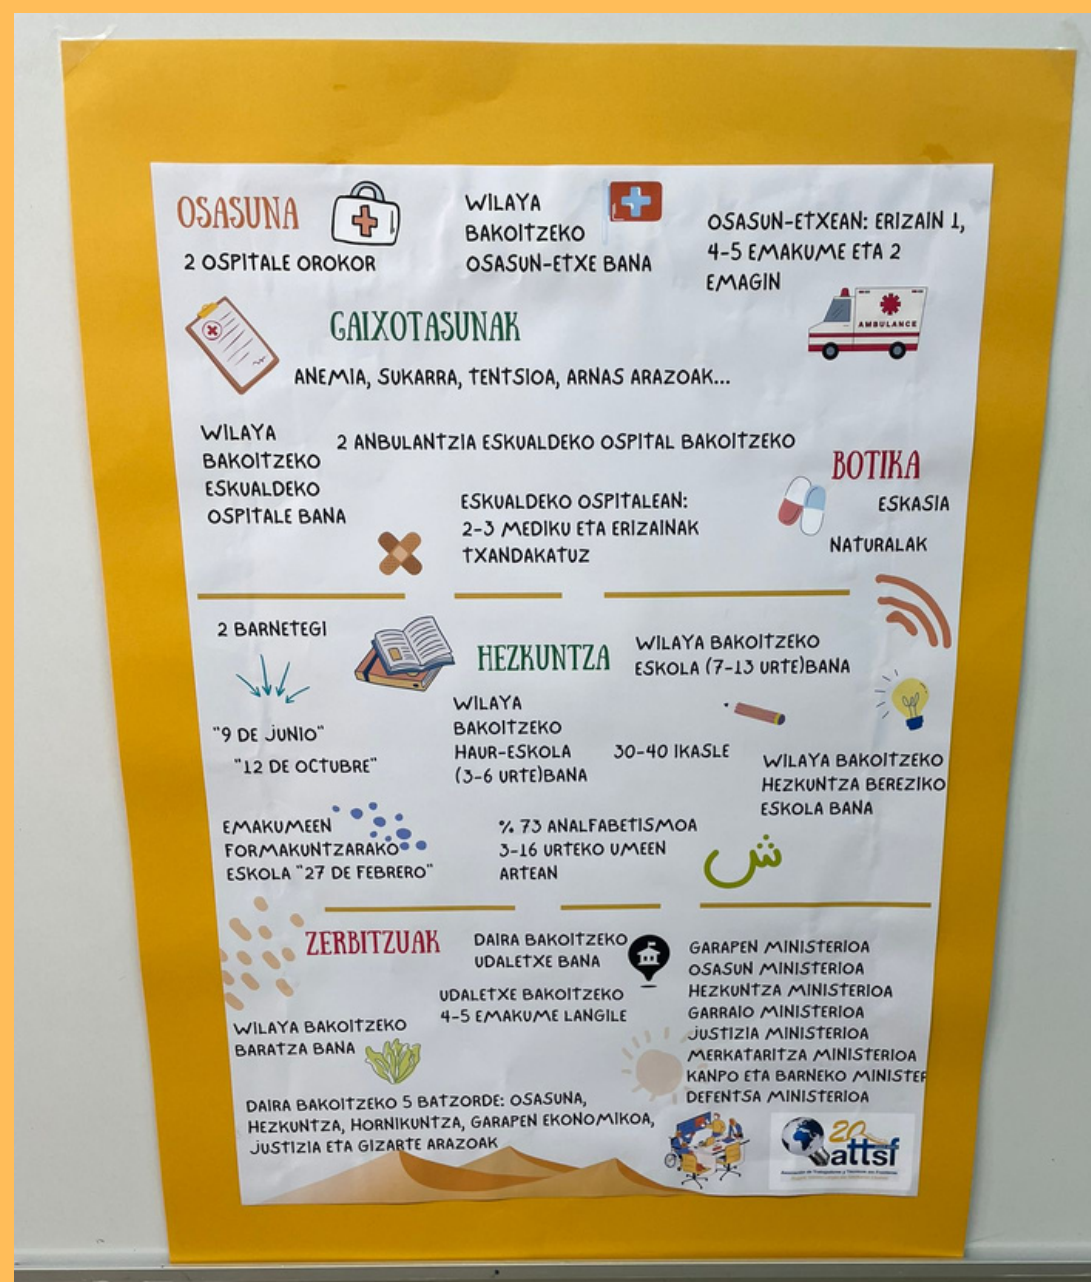 OSASUNA
2 OSPITALE OROKOR
WILAYA
BAKOITZEKO
OSASUN-ETXE BANA
OSASUN-ETXEAN: ERIZAIN 1,
4-5 EMAKUME ETA 2
EMAGIN
AMBULANCE
GAIXOTASUNAK
ANEMIA, SUKARRA, TENTSIOA, ARNAS ARAZOAK...
WILAYA
BAKOITZEKO
ESKUALDEKO
OSPITALE BANA
2 ANBULANTZIA ESKUALDEKO OSPITAL BAKOITZEKO
ESKUALDEKO OSPITALEAN:
2-3 MEDIKU ETA ERIZAINAK
TXANDAKATUZ
BOTIKA
ESKASIA
NATURALAK
2 BARNETEGI
"9 DE JUNIO"
"12 DE OCTUBRE"
HEZKUNTZA
WILAYA BAKOITZEKO
ESKOLA (7-13 URTE)BANA
WILAYA
BAKOITZEKO
HAUR-ESKOLA
(3-6 URTE)BANA
30-40 IKASLE
WILAYA BAKOITZEKO
HEZKUNTZA BEREZIKO
ESKOLA BANA
EMAKUMEEN
FORMAKUNTZARAKO
ESKOLA "27 DE FEBRERO"
% 73 ANALFABETISMOA
3-16 URTEKO UMEEN
ARTEAN
ش
ZERBITZUAK
DAIRA BAKOITZEKO
UDALETXE BANA
UDALETXE BAKOITZEKO
4-5 EMAKUME LANGILE
WILAYA BAKOITZEKO
BARATZA BANA
GARAPEN MINISTERIOA
OSASUN MINISTERIOA
HEZKUNTZA MINISTERIOA
GARRAIO MINISTERIOA
JUSTIZIA MINISTERIOA
MERKATARITZA MINISTERIOA
KANPO ETA BARNEKO MINISTER
DEFENTSA MINISTERIOA
DAIRA BAKOITZEKO 5 BATZORDE: OSASUNA,
HEZKUNTZA, HORNIKUNTZA, GARAPEN EKONOMIKOA,
JUSTIZIA ETA GIZARTE ARAZOAK
20
attsf
Asociación de Trabajadores y Técnicos sin Fronteras